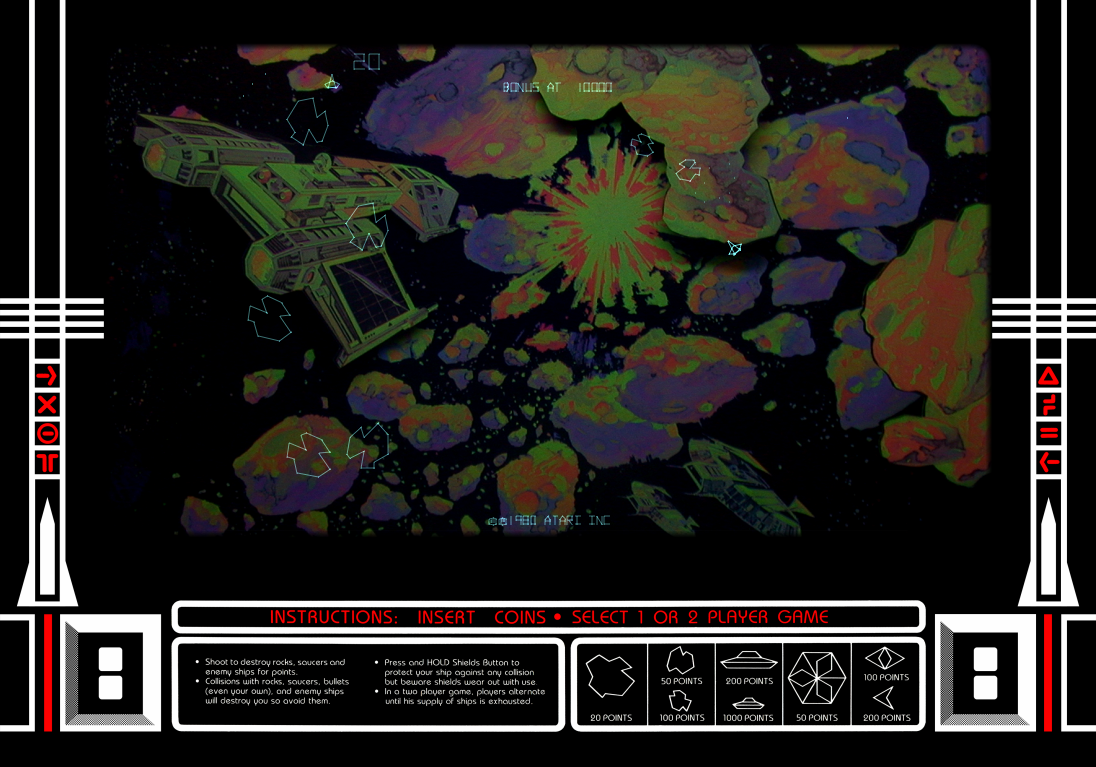 20
BONUS AT 10000
©1980 ATARI INC
INSTRUCTIONS: INSERT COINS • SELECT 1 OR 2 PLAYER GAME
• Shoot to destroy rocks, saucers and
enemy ships for points.
• Collisions with rocks, saucers, bullets
(even your own), and enemy ships
will destroy you so avoid them.
• Press and HOLD Shields Button to
protect your ship against any collision
but beware shields wear out with use.
• In a two player game, players alternate
until his supply of ships is exhausted.
20 POINTS
50 POINTS
100 POINTS
200 POINTS
1000 POINTS
50 POINTS
100 POINTS
200 POINTS